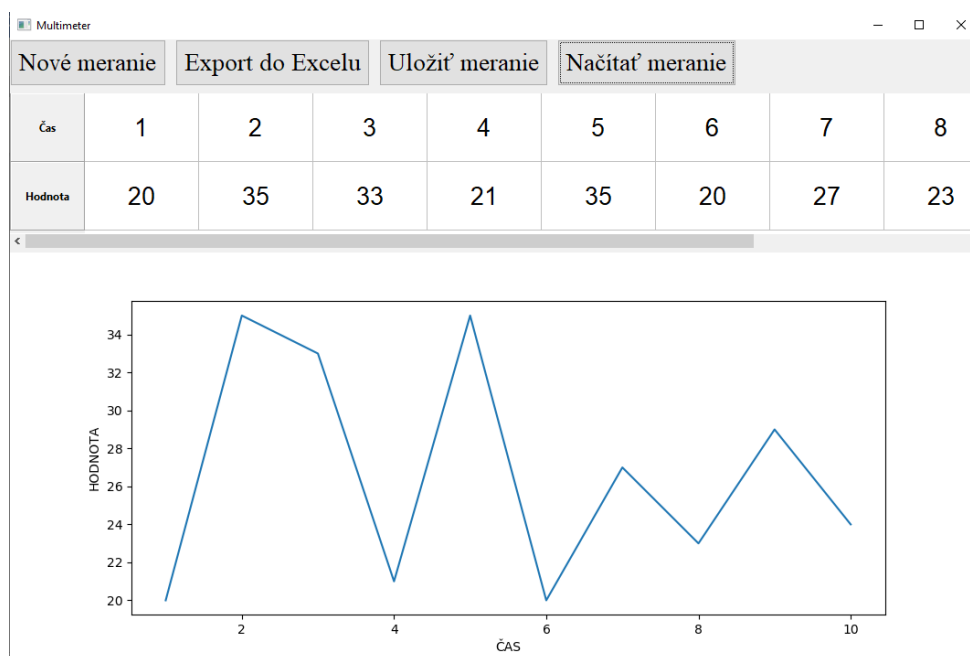 Multimeter
Nové meranie Export do Excelu Uložiť meranie Načítať meranie
Čas 1 2 3 4 5 6 7 8
Hodnota 20 35 33 21 35 20 27 23
34
32
30
28
HODNOTA
26
24
22
20
2 4 6 8 10
ČAS